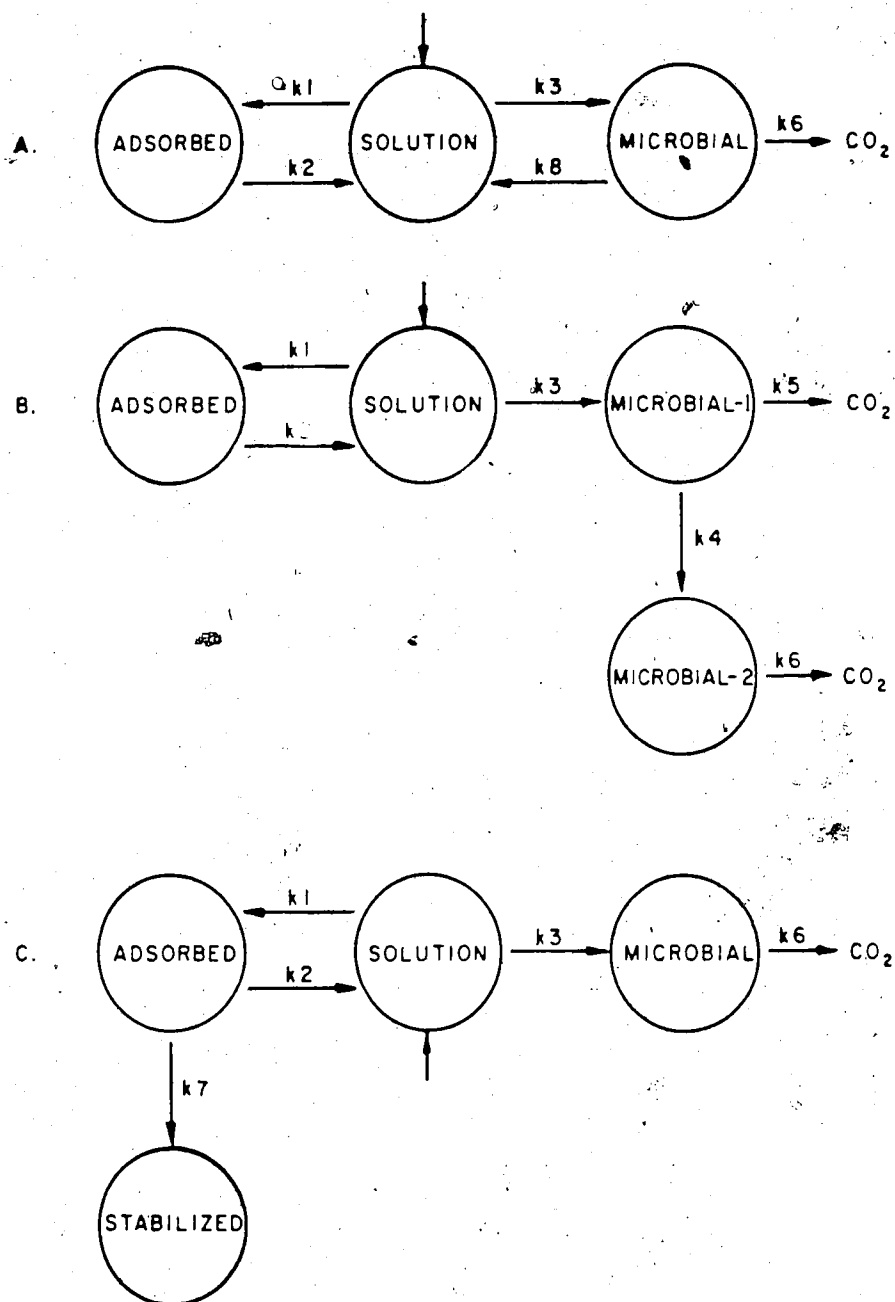 k1 k3
A. ADSORBED SOLUTION MICROBIAL k6 CO2
k2 k8
k1
B. ADSORBED SOLUTION k3 MICROBIAL-1 k5 CO2
k
k4
MICROBIAL-2 k6 CO2
k1
C. ADSORBED SOLUTION k3 MICROBIAL k6 CO2
k2
k7
STABILIZED